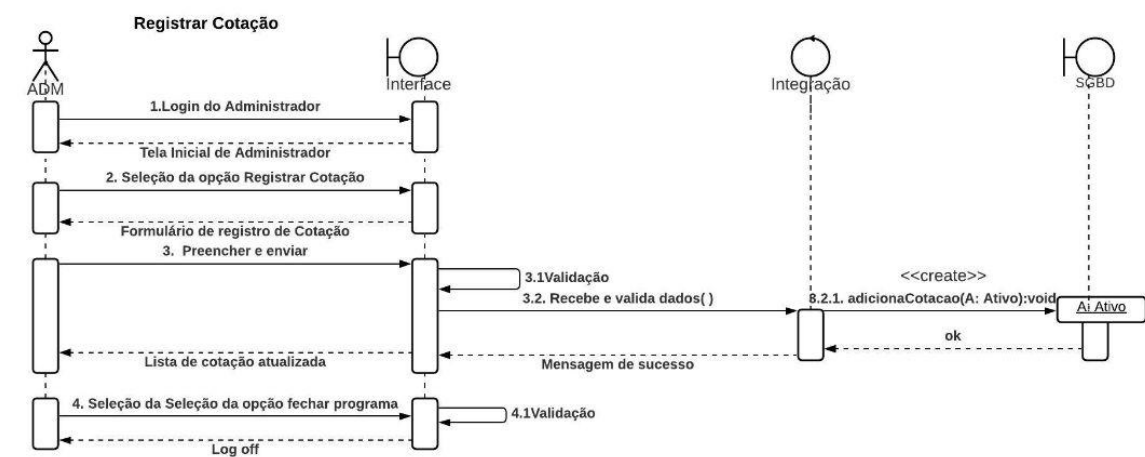 Registrar Cotação
ADM
Interface
Integração
SGBD
1.Login do Administrador
Tela Inicial de Administrador
2. Seleção da opção Registrar Cotação
Formulário de registro de Cotação
3. Preencher e enviar
3.1Validação
<<create>>
3.2. Recebe e valida dados( )
3.2.1. adicionaCotacao(A: Ativo):void
A: Ativo
ok
Lista de cotação atualizada
Mensagem de sucesso
4. Seleção da Seleção da opção fechar programa
4.1Validação
Log off